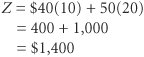 Z = $40(10) + 50(20)
= 400 + 1,000
= $1,400